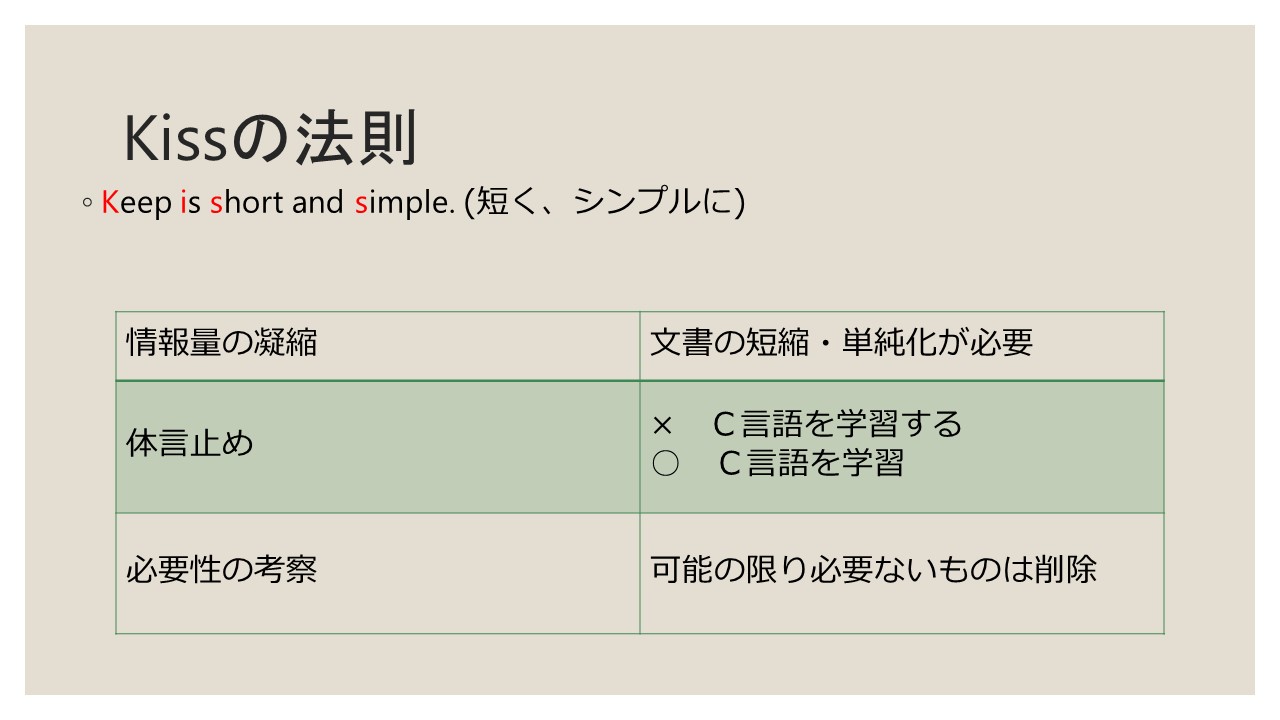 Kissの法則
◦ Keep is short and simple. (短く、シンプルに)
情報量の凝縮
文書の短縮・単純化が必要
体言止め
×　Ｃ言語を学習する
○　Ｃ言語を学習
必要性の考察
可能の限り必要ないものは削除